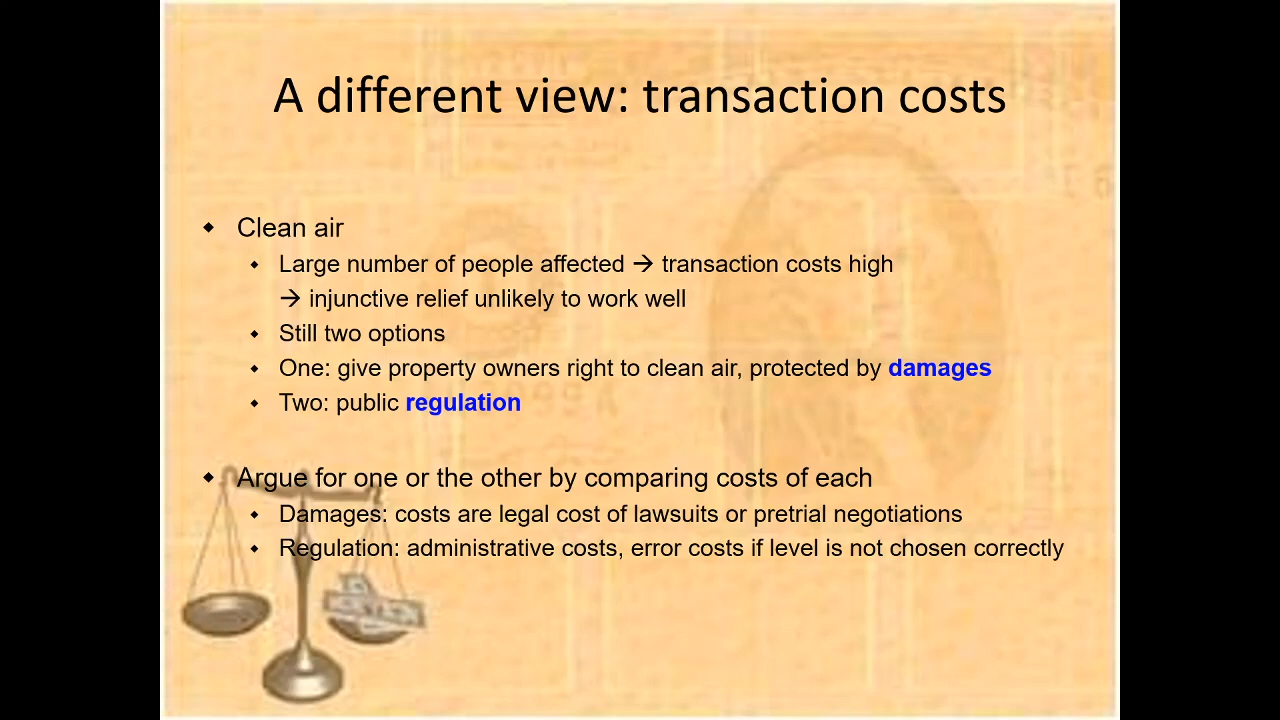 A different view: transaction costs
◆ Clean air
◆ Large number of people affected → transaction costs high
→ injunctive relief unlikely to work well
◆ Still two options
◆ One: give property owners right to clean air, protected by damages
◆ Two: public regulation
◆ Argue for one or the other by comparing costs of each
◆ Damages: costs are legal cost of lawsuits or pretrial negotiations
◆ Regulation: administrative costs, error costs if level is not chosen correctly